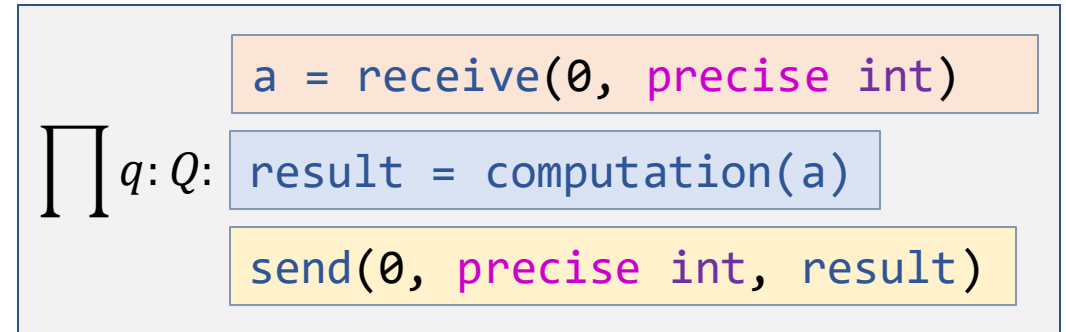 a = receive(0, precise int)
∏ q: Q: result = computation(a)
send(0, precise int, result)